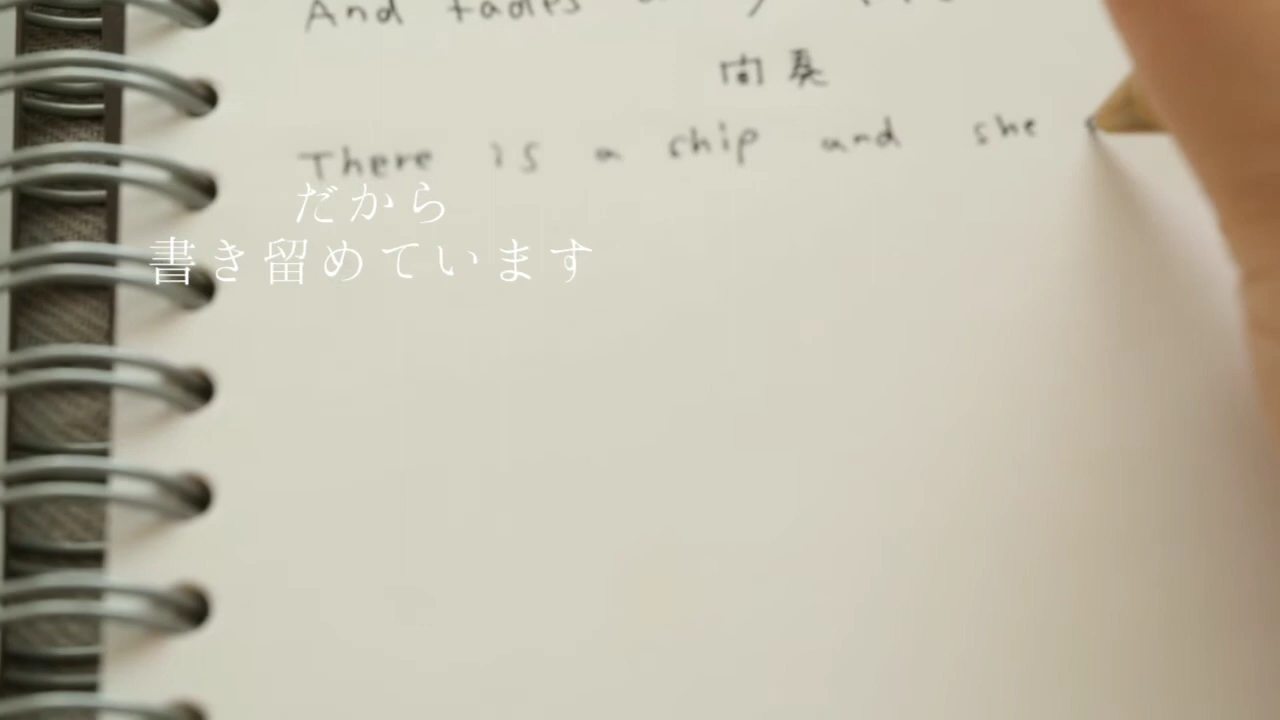 And fades
間奏
There is a ship and she
だから
書き留めています